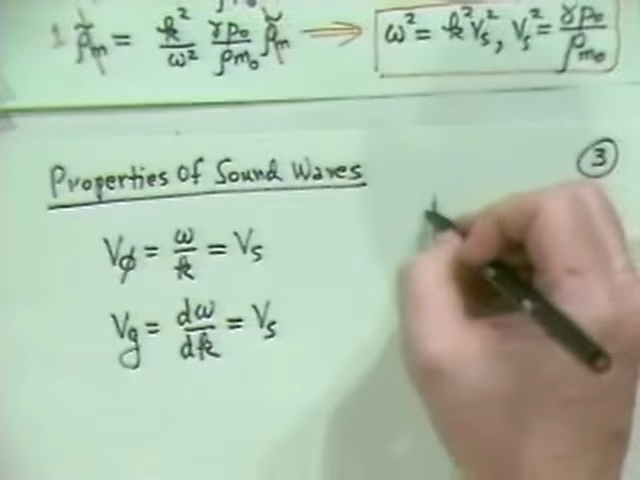 1 ρ̃m = k²/ω² γp₀/ρm₀ ρ̃m → ω² = k²Vs², Vs² = γp₀/ρm₀
3
Properties Of Sound Waves
Vϕ = ω/k = Vs
Vg = dω/dk = Vs